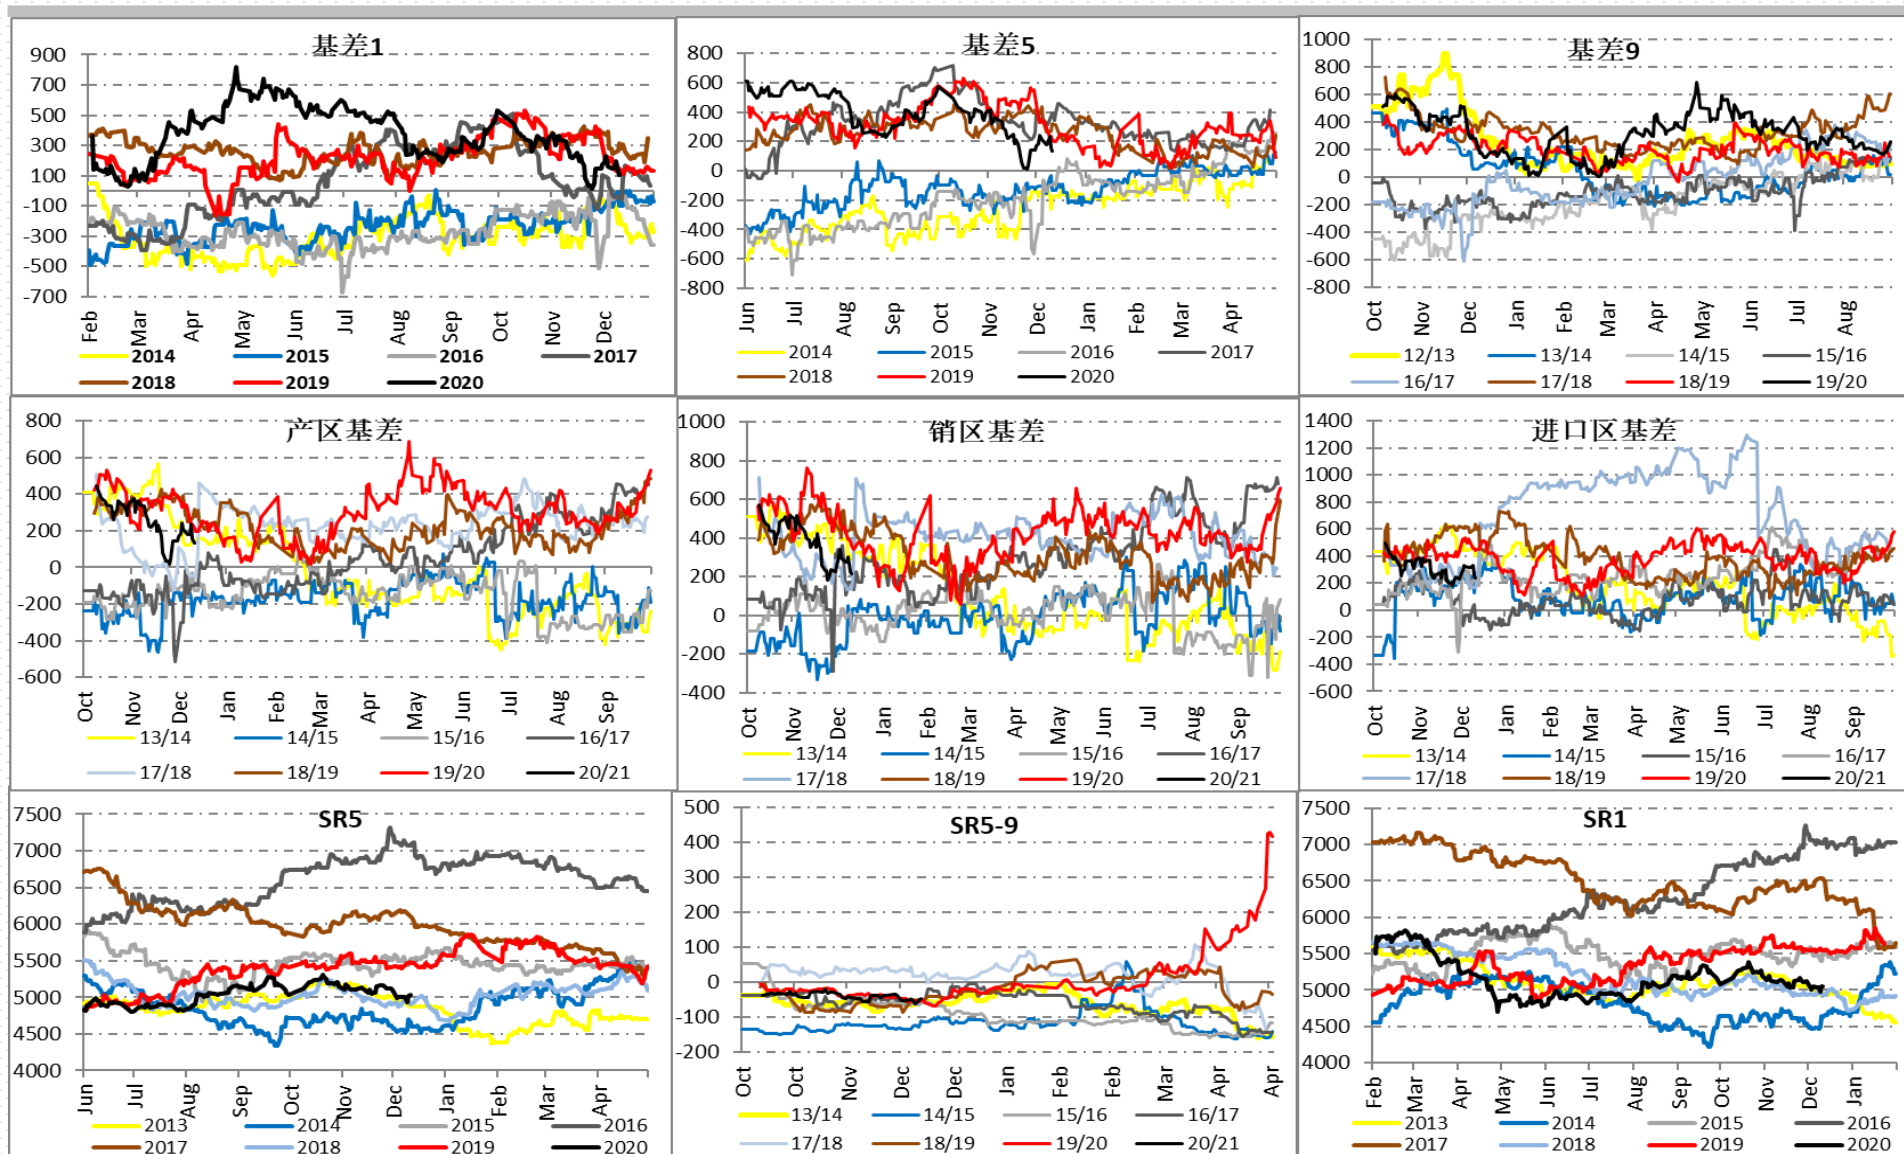 基差1
900
700
500
300
100
-100
-300
-500
-700
Feb Mar Apr May Jun Jul Aug Sep Oct Nov Dec
2014 2015 2016 2017
2018 2019 2020
基差5
800
600
400
200
0
-200
-400
-600
-800
Jun Jul Aug Sep Oct Nov Dec Jan Feb Mar Apr
2014 2015 2016 2017
2018 2019 2020
基差9
1000
800
600
400
200
0
-200
-400
-600
-800
Oct Nov Dec Jan Feb Mar Apr May Jun Jul Aug
12/13 13/14 14/15 15/16
16/17 17/18 18/19 19/20
产区基差
800
600
400
200
0
-200
-400
-600
Oct Nov Dec Jan Feb Mar Apr May Jun Jul Aug Sep
13/14 14/15 15/16 16/17
17/18 18/19 19/20 20/21
销区基差
1000
800
600
400
200
0
-200
-400
Oct Nov Dec Jan Feb Mar Apr May Jun Jul Aug Sep
13/14 14/15 15/16 16/17
17/18 18/19 19/20 20/21
进口区基差
1400
1200
1000
800
600
400
200
0
-200
-400
-600
Oct Nov Dec Jan Feb Mar Apr May Jun Jul Aug Sep
13/14 14/15 15/16 16/17
17/18 18/19 19/20 20/21
SR5
7500
7000
6500
6000
5500
5000
4500
4000
Jun Jul Aug Sep Oct Nov Dec Jan Feb Mar Apr
2013 2014 2015 2016
2017 2018 2019 2020
SR5-9
500
400
300
200
100
0
-100
-200
Oct Oct Nov Dec Dec Jan Feb Feb Mar Apr Apr
13/14 14/15 15/16 16/17
17/18 18/19 19/20 20/21
SR1
7500
7000
6500
6000
5500
5000
4500
4000
Feb Mar Apr May Jun Jul Aug Sep Oct Nov Dec Jan
2013 2014 2015 2016
2017 2018 2019 2020